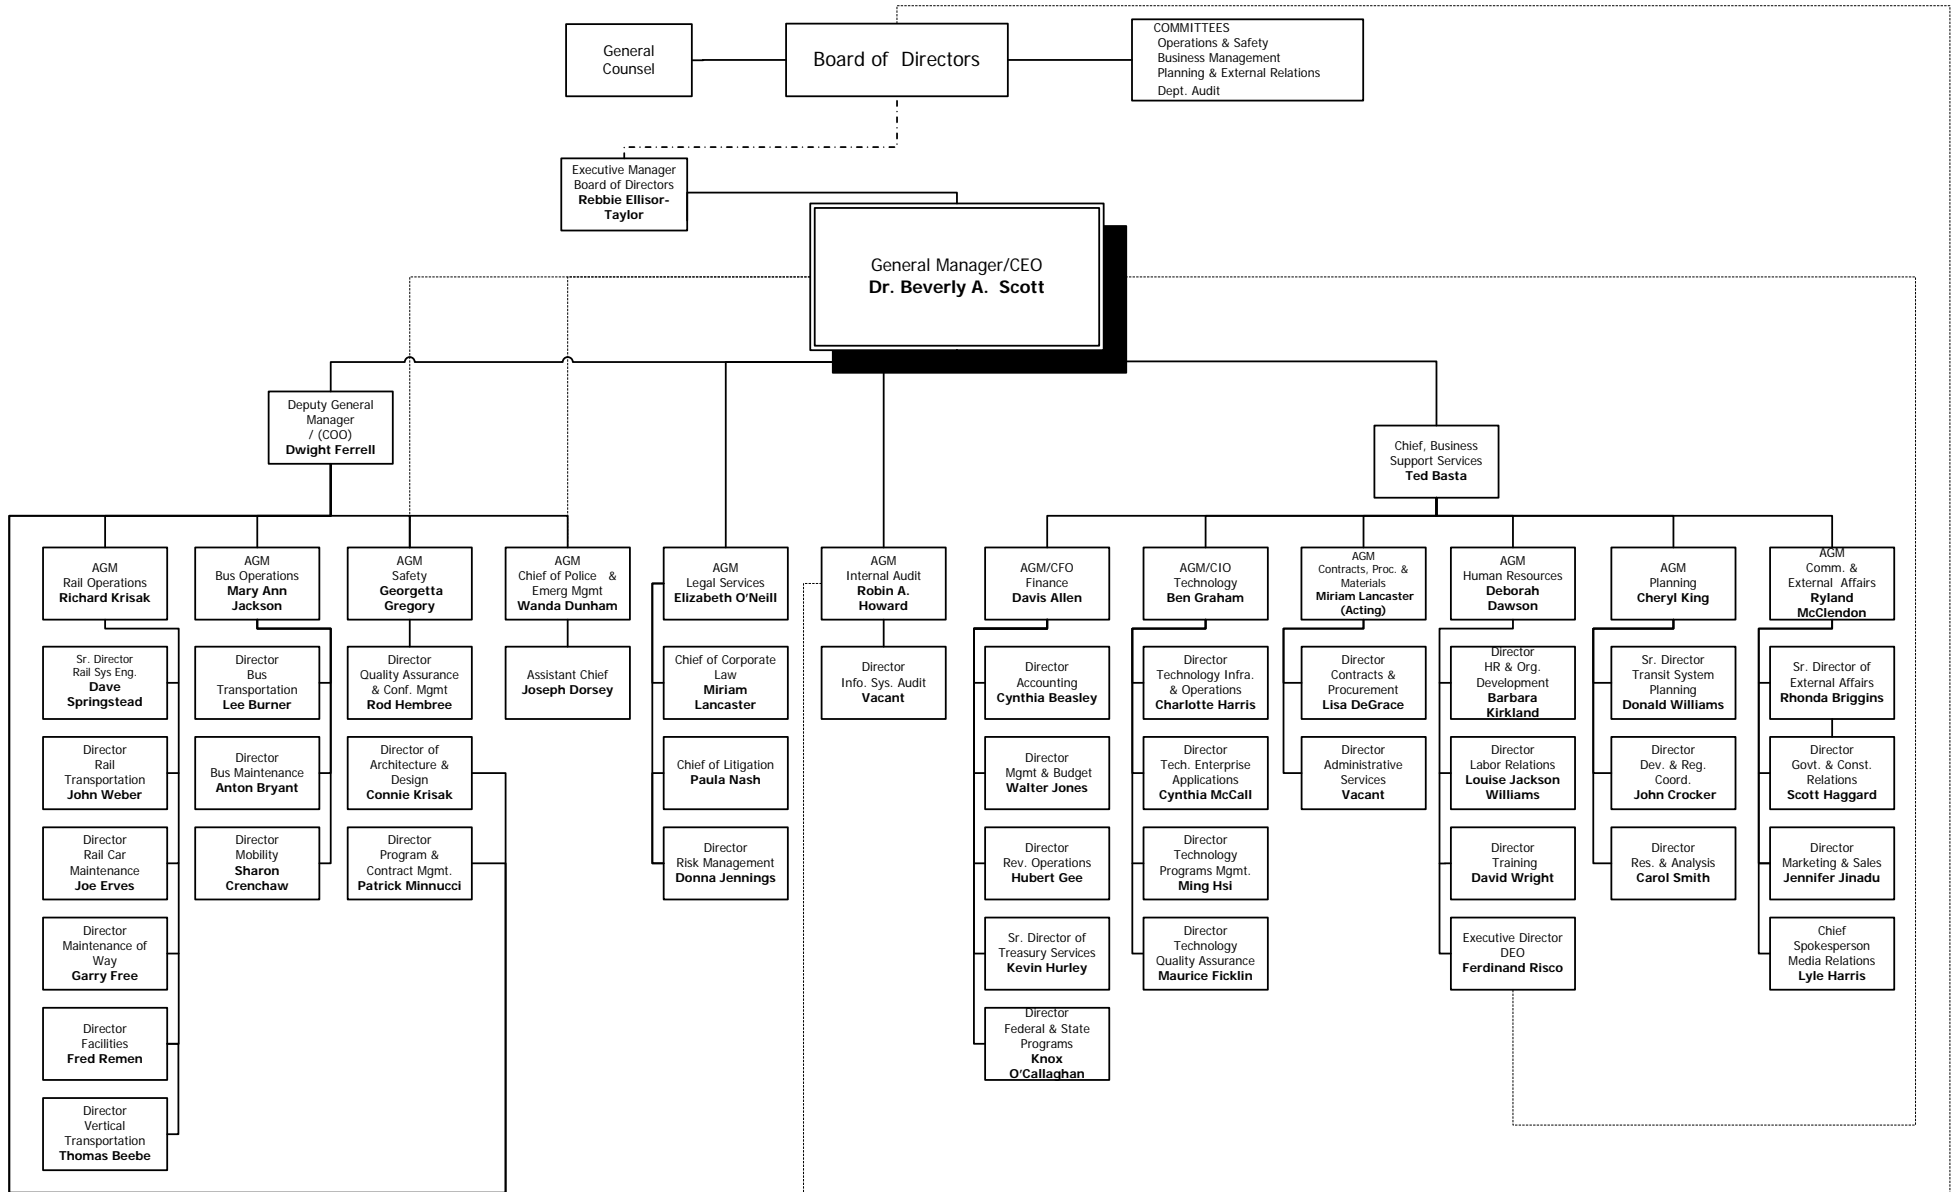 General
Counsel
Board of Directors
COMMITTEES
Operations & Safety
Business Management
Planning & External Relations
Dept. Audit
Executive Manager
Board of Directors
Rebbie Ellisor-
Taylor
General Manager/CEO
Dr. Beverly A. Scott
Deputy General
Manager
/ (COO)
Dwight Ferrell
Chief, Business
Support Services
Ted Basta
AGM
Rail Operations
Richard Krisak
AGM
Bus Operations
Mary Ann
Jackson
AGM
Safety
Georgetta
Gregory
AGM
Chief of Police &
Emerg Mgmt
Wanda Dunham
AGM
Legal Services
Elizabeth O'Neill
AGM
Internal Audit
Robin A.
Howard
AGM/CFO
Finance
Davis Allen
AGM/CIO
Technology
Ben Graham
AGM
Contracts, Proc. &
Materials
Miriam Lancaster
(Acting)
AGM
Human Resources
Deborah
Dawson
AGM
Planning
Cheryl King
AGM
Comm. &
External Affairs
Ryland
McClendon
Sr. Director
Rail Sys Eng.
Dave
Springstead
Director
Bus
Transportation
Lee Burner
Director
Quality Assurance
& Conf. Mgmt
Rod Hembree
Assistant Chief
Joseph Dorsey
Chief of Corporate
Law
Miriam
Lancaster
Director
Info. Sys. Audit
Vacant
Director
Accounting
Cynthia Beasley
Director
Technology Infra.
& Operations
Charlotte Harris
Director
Contracts &
Procurement
Lisa DeGrace
Director
HR & Org.
Development
Barbara
Kirkland
Sr. Director
Transit System
Planning
Donald Williams
Sr. Director of
External Affairs
Rhonda Briggins
Director
Rail
Transportation
John Weber
Director
Bus Maintenance
Anton Bryant
Director of
Architecture &
Design
Connie Krisak
Chief of Litigation
Paula Nash
Director
Mgmt & Budget
Walter Jones
Director
Tech. Enterprise
Applications
Cynthia McCall
Director
Administrative
Services
Vacant
Director
Labor Relations
Louise Jackson
Williams
Director
Dev. & Reg.
Coord.
John Crocker
Director
Govt. & Const.
Relations
Scott Haggard
Director
Rail Car
Maintenance
Joe Erves
Director
Mobility
Sharon
Crenchaw
Director
Program &
Contract Mgmt.
Patrick Minnucci
Director
Risk Management
Donna Jennings
Director
Rev. Operations
Hubert Gee
Director
Technology
Programs Mgmt.
Ming Hsi
Director
Training
David Wright
Director
Res. & Analysis
Carol Smith
Director
Marketing & Sales
Jennifer Jinadu
Director
Maintenance of
Way
Garry Free
Sr. Director of
Treasury Services
Kevin Hurley
Director
Technology
Quality Assurance
Maurice Ficklin
Executive Director
DEO
Ferdinand Risco
Chief
Spokesperson
Media Relations
Lyle Harris
Director
Facilities
Fred Remen
Director
Federal & State
Programs
Knox
O'Callaghan
Director
Vertical
Transportation
Thomas Beebe